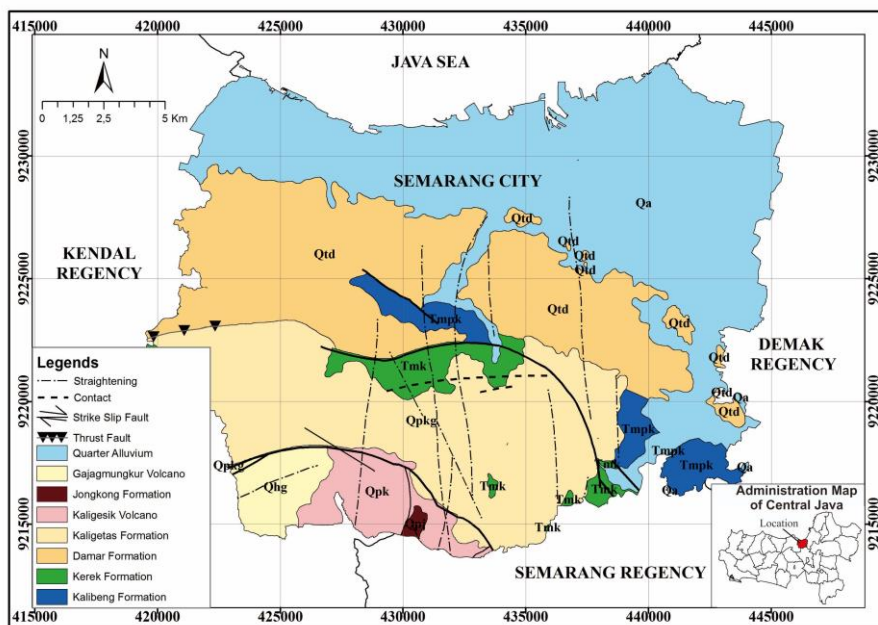 415000 420000 425000 430000 435000 440000 445000
N
JAVA SEA
0 1,25 2,5 5 Km
9230000
9230000
SEMARANG CITY
Qa
Qtd
KENDAL
REGENCY
Qtd
Qtd
Qtd
Qtd
9225000
9225000
Qtd
Qtd
Tmpk
DEMAK
REGENCY
Qtd
Tmk
Qtd
Qa
Qtd
9220000
9220000
Qpkg
Tmpk
Tmpk
Tmpk
Qpkg
Qa
Qhg
Qpk
Tmk
Tmk
Tmk
Tmk
Qa
Qpj
Tmk
9215000
9215000
SEMARANG REGENCY
Legends
Straightening
Contact
Strike Slip Fault
Thrust Fault
Quarter Alluvium
Gajagmungkur Volcano
Jongkong Formation
Kaligesik Volcano
Kaligetas Formation
Damar Formation
Kerek Formation
Kalibeng Formation
Administration Map
of Central Java
Location
415000 420000 425000 430000 435000 440000 445000